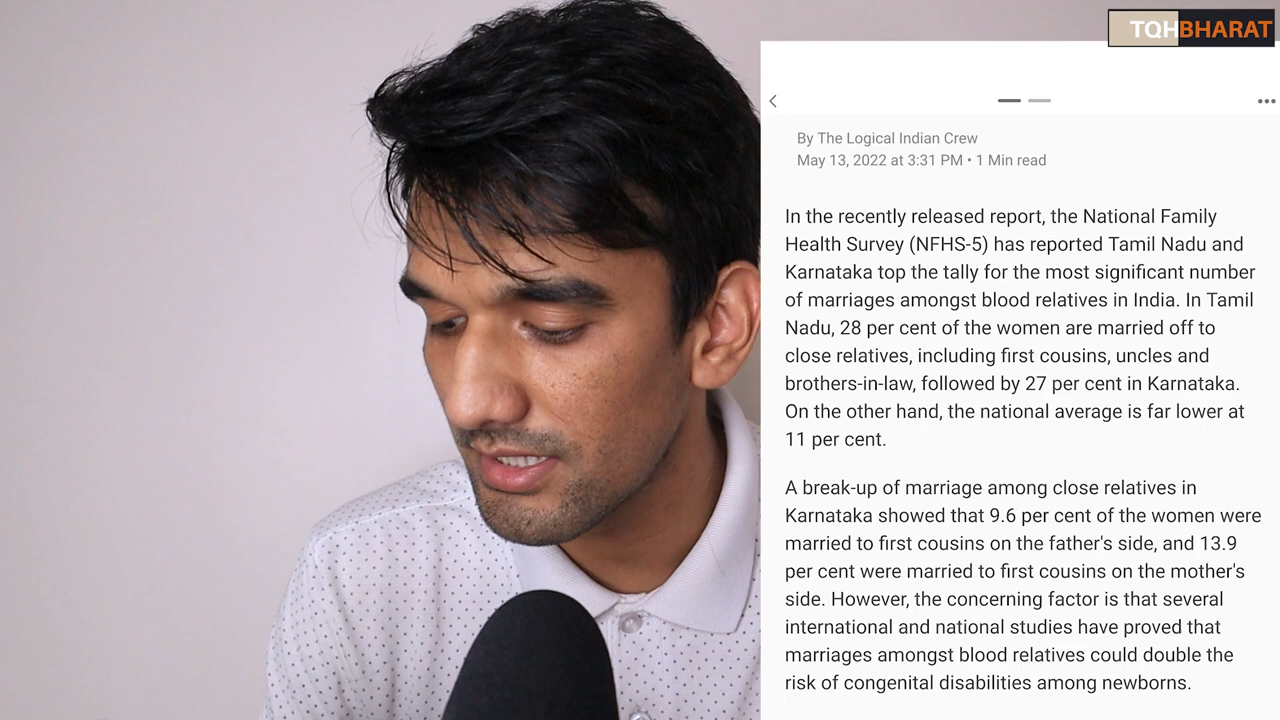 TQHBHARAT
By The Logical Indian Crew
May 13, 2022 at 3:31 PM • 1 Min read
In the recently released report, the National Family
Health Survey (NFHS-5) has reported Tamil Nadu and
Karnataka top the tally for the most significant number
of marriages amongst blood relatives in India. In Tamil
Nadu, 28 per cent of the women are married off to
close relatives, including first cousins, uncles and
brothers-in-law, followed by 27 per cent in Karnataka.
On the other hand, the national average is far lower at
11 per cent.
A break-up of marriage among close relatives in
Karnataka showed that 9.6 per cent of the women were
married to first cousins on the father's side, and 13.9
per cent were married to first cousins on the mother's
side. However, the concerning factor is that several
international and national studies have proved that
marriages amongst blood relatives could double the
risk of congenital disabilities among newborns.